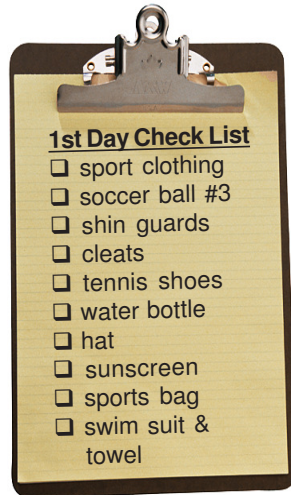 1st Day Check List
❑ sport clothing
❑ soccer ball #3
❑ shin guards
❑ cleats
❑ tennis shoes
❑ water bottle
❑ hat
❑ sunscreen
❑ sports bag
❑ swim suit &
towel